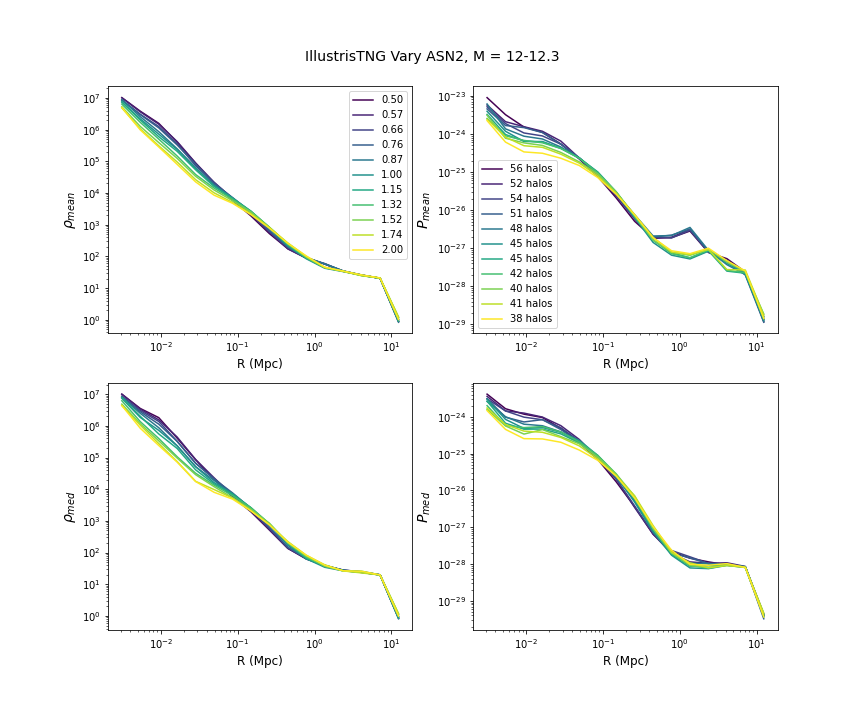 IllustrisTNG Vary ASN2, M = 12-12.3
10^7
10^6
10^5
10^4
10^3
10^2
10^1
10^0
ρ_mean
0.50
0.57
0.66
0.76
0.87
1.00
1.15
1.32
1.52
1.74
2.00
10^-2 10^-1 10^0 10^1
R (Mpc)
10^-23
10^-24
10^-25
10^-26
10^-27
10^-28
10^-29
P_mean
56 halos
52 halos
54 halos
51 halos
48 halos
45 halos
45 halos
42 halos
40 halos
41 halos
38 halos
10^-2 10^-1 10^0 10^1
R (Mpc)
10^7
10^6
10^5
10^4
10^3
10^2
10^1
10^0
ρ_med
10^-2 10^-1 10^0 10^1
R (Mpc)
10^-24
10^-25
10^-26
10^-27
10^-28
10^-29
P_med
10^-2 10^-1 10^0 10^1
R (Mpc)